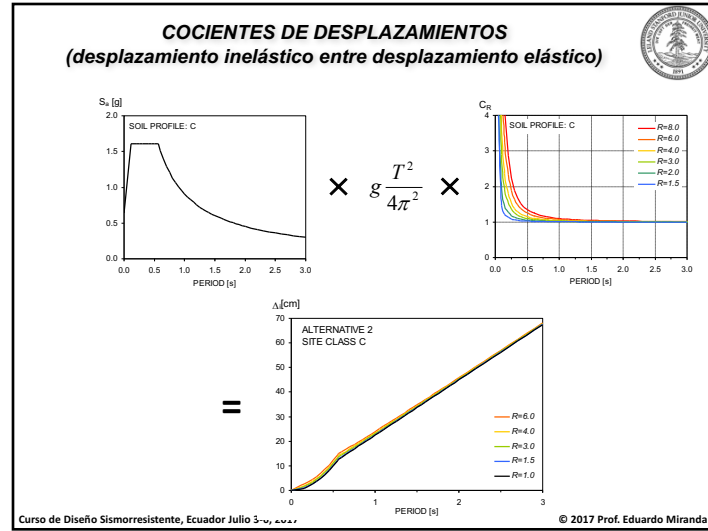 COCIENTES DE DESPLAZAMIENTOS
(desplazamiento inelástico entre desplazamiento elástico)
Sa [g]
SOIL PROFILE: C
2.0
1.5
1.0
0.5
0.0
0.0 0.5 1.0 1.5 2.0 2.5 3.0
PERIOD [s]
× g T² / 4π² ×
CR
SOIL PROFILE: C
R=8.0
R=6.0
R=4.0
R=3.0
R=2.0
R=1.5
4
3
2
1
0
0.0 0.5 1.0 1.5 2.0 2.5 3.0
PERIOD [s]
=
Δi[cm]
ALTERNATIVE 2
SITE CLASS C
70
60
50
40
30
20
10
0
R=6.0
R=4.0
R=3.0
R=1.5
R=1.0
0 1 2 3
PERIOD [s]
Curso de Diseño Sismorresistente, Ecuador Julio
© 2017 Prof. Eduardo Miranda